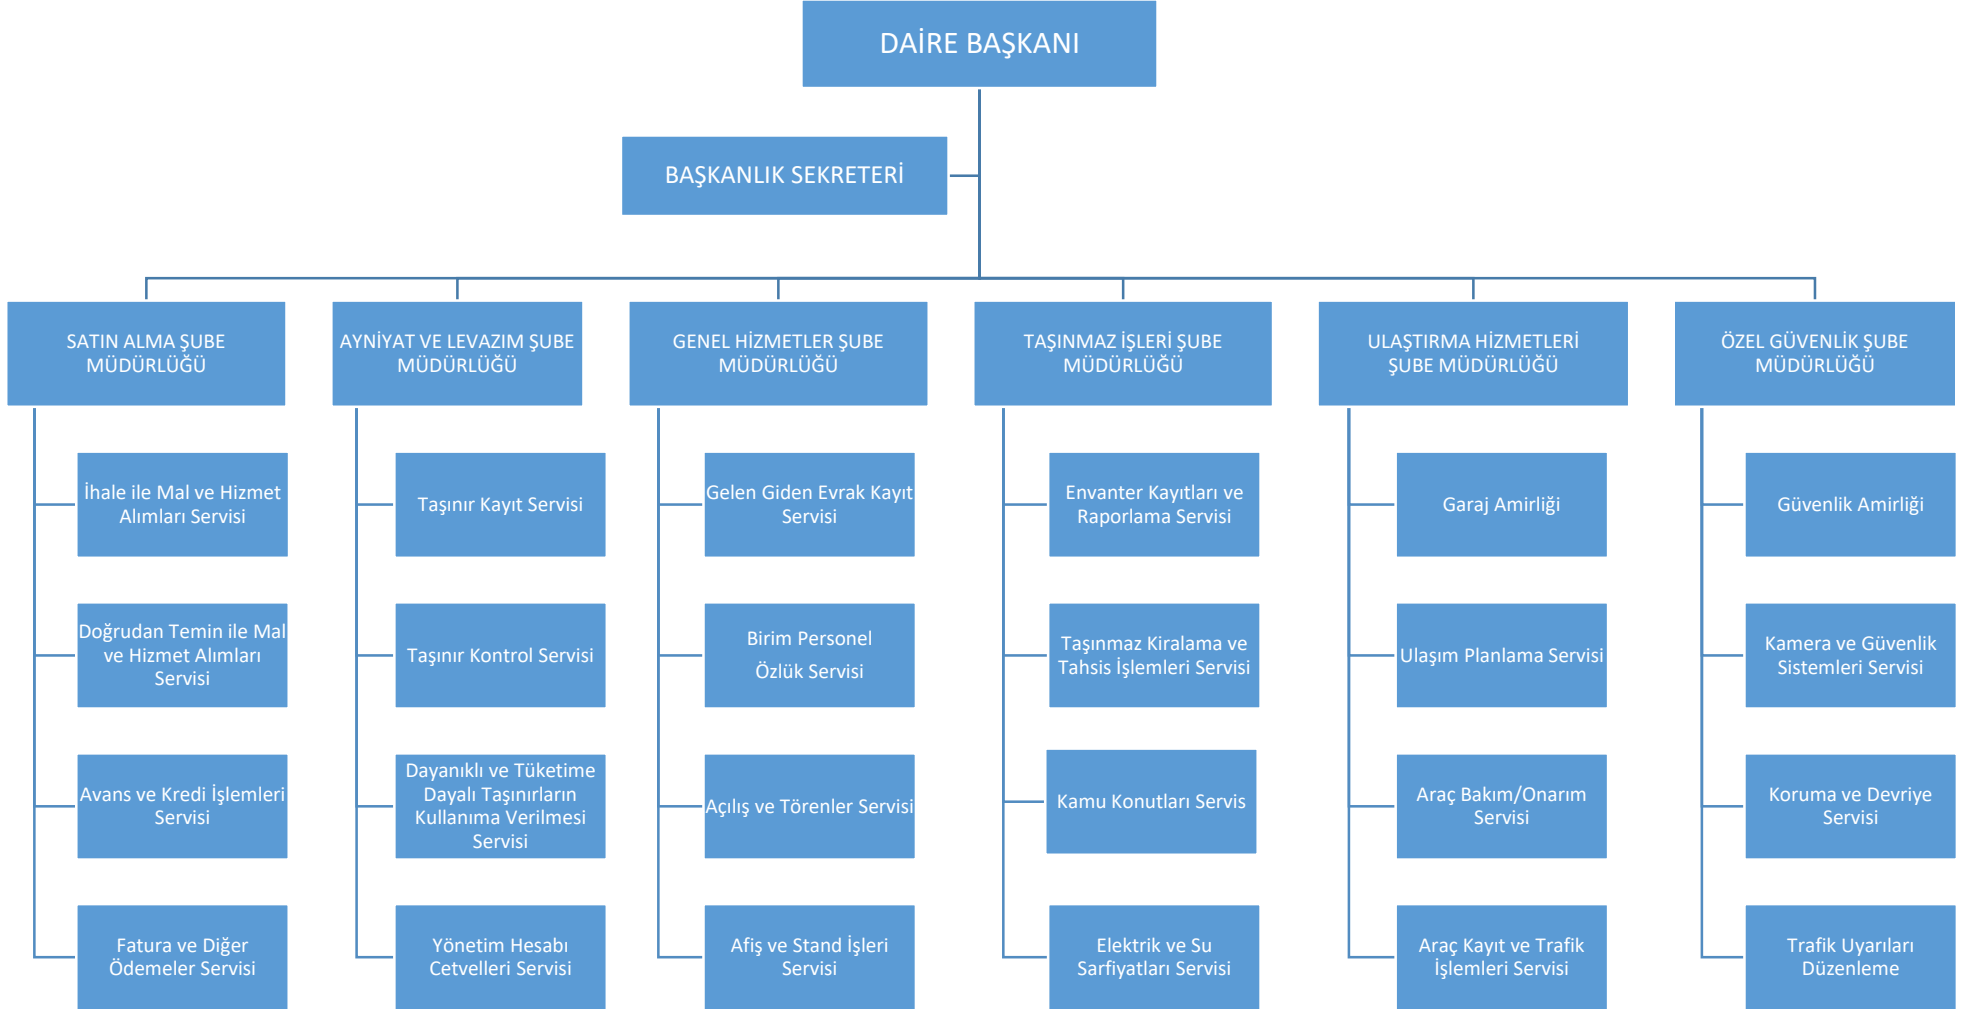 DAİRE BAŞKANI
BAŞKANLIK SEKRETERİ
SATIN ALMA ŞUBE
MÜDÜRLÜĞÜ
AYNİYAT VE LEVAZIM ŞUBE
MÜDÜRLÜĞÜ
GENEL HİZMETLER ŞUBE
MÜDÜRLÜĞÜ
TAŞINMAZ İŞLERİ ŞUBE
MÜDÜRLÜĞÜ
ULAŞTIRMA HİZMETLERİ
ŞUBE MÜDÜRLÜĞÜ
ÖZEL GÜVENLİK ŞUBE
MÜDÜRLÜĞÜ
İhale ile Mal ve Hizmet
Alımları Servisi
Taşınır Kayıt Servisi
Gelen Giden Evrak Kayıt
Servisi
Envanter Kayıtları ve
Raporlama Servisi
Garaj Amirliği
Güvenlik Amirliği
Doğrudan Temin ile Mal
ve Hizmet Alımları
Servisi
Taşınır Kontrol Servisi
Birim Personel
Özlük Servisi
Taşınmaz Kiralama ve
Tahsis İşlemleri Servisi
Ulaşım Planlama Servisi
Kamera ve Güvenlik
Sistemleri Servisi
Avans ve Kredi İşlemleri
Servisi
Dayanıklı ve Tüketime
Dayalı Taşınırların
Kullanıma Verilmesi
Servisi
Açılış ve Törenler Servisi
Kamu Konutları Servis
Araç Bakım/Onarım
Servisi
Koruma ve Devriye
Servisi
Fatura ve Diğer
Ödemeler Servisi
Yönetim Hesabı
Cetvelleri Servisi
Afiş ve Stand İşleri
Servisi
Elektrik ve Su
Sarfiyatları Servisi
Araç Kayıt ve Trafik
İşlemleri Servisi
Trafik Uyarıları
Düzenleme